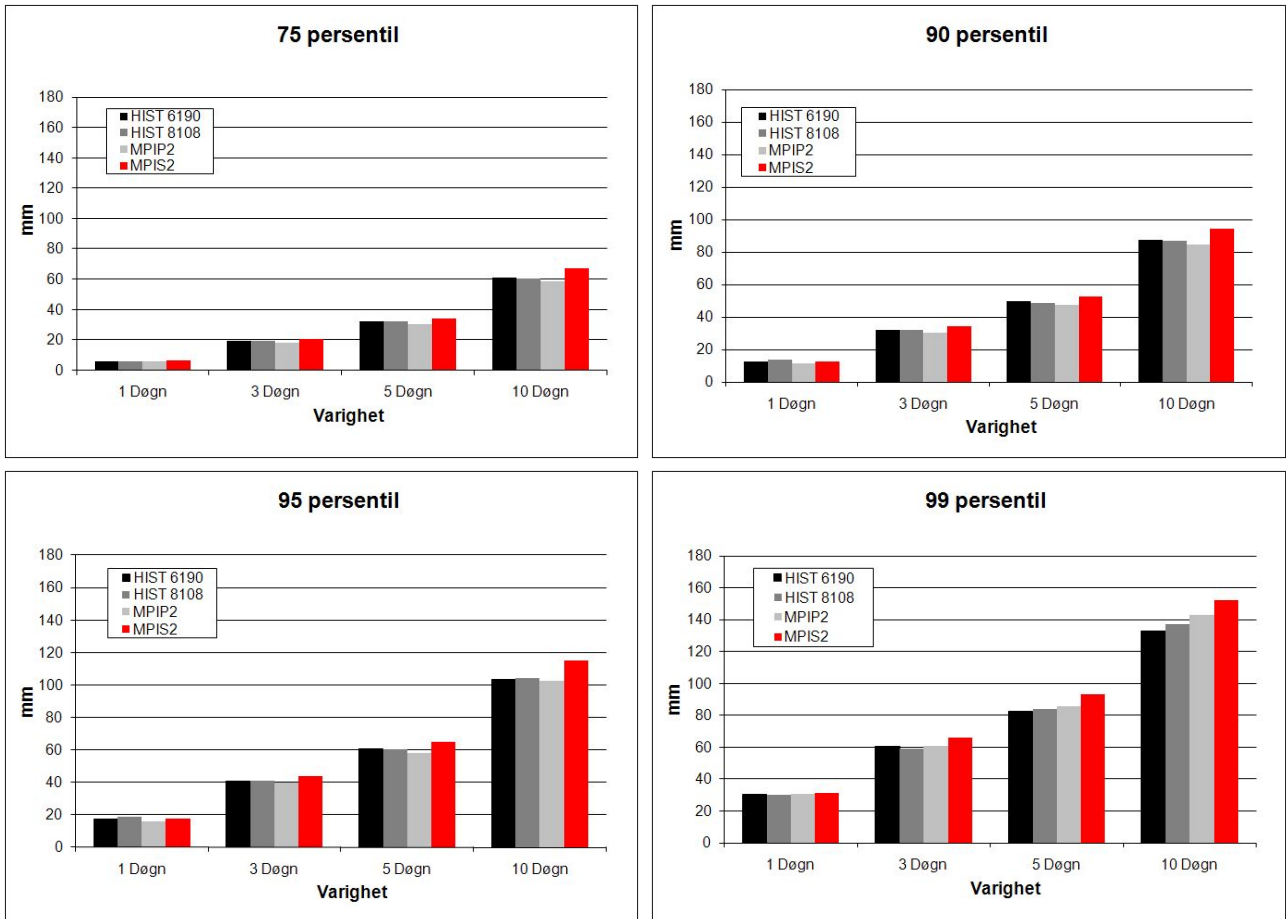 75 persentil
180
160
140
120
100
80
60
40
20
0
mm
HIST 6190
HIST 8108
MPIP2
MPIS2
1 Døgn 3 Døgn 5 Døgn 10 Døgn
Varighet
90 persentil
180
160
140
120
100
80
60
40
20
0
mm
HIST 6190
HIST 8108
MPIP2
MPIS2
1 Døgn 3 Døgn 5 Døgn 10 Døgn
Varighet
95 persentil
180
160
140
120
100
80
60
40
20
0
mm
HIST 6190
HIST 8108
MPIP2
MPIS2
1 Døgn 3 Døgn 5 Døgn 10 Døgn
Varighet
99 persentil
180
160
140
120
100
80
60
40
20
0
mm
HIST 6190
HIST 8108
MPIP2
MPIS2
1 Døgn 3 Døgn 5 Døgn 10 Døgn
Varighet